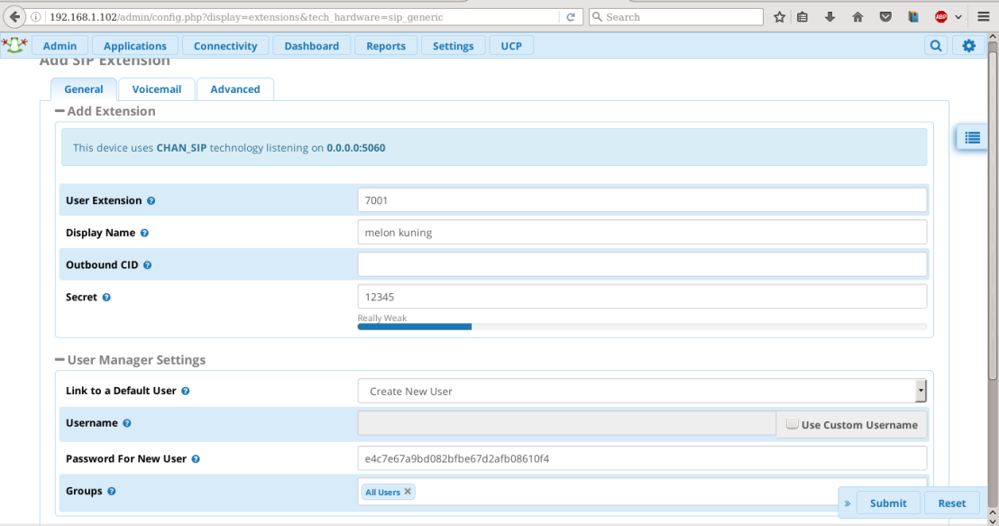 192.168.1.102/admin/config.php?display=extensions&tech_hardware=sip_generic
Search
ABP
Admin Applications Connectivity Dashboard Reports Settings UCP
Add SIP Extension
General Voicemail Advanced
Add Extension
This device uses CHAN_SIP technology listening on 0.0.0.0:5060
User Extension ? 7001
Display Name ? melon kuning
Outbound CID ?
Secret ? 12345
Really Weak
User Manager Settings
Link to a Default User ? Create New User
Username ? Use Custom Username
Password For New User ? e4c7e67a9bd082bfbe67d2afb08610f4
Groups ? All Users ×
» Submit Reset